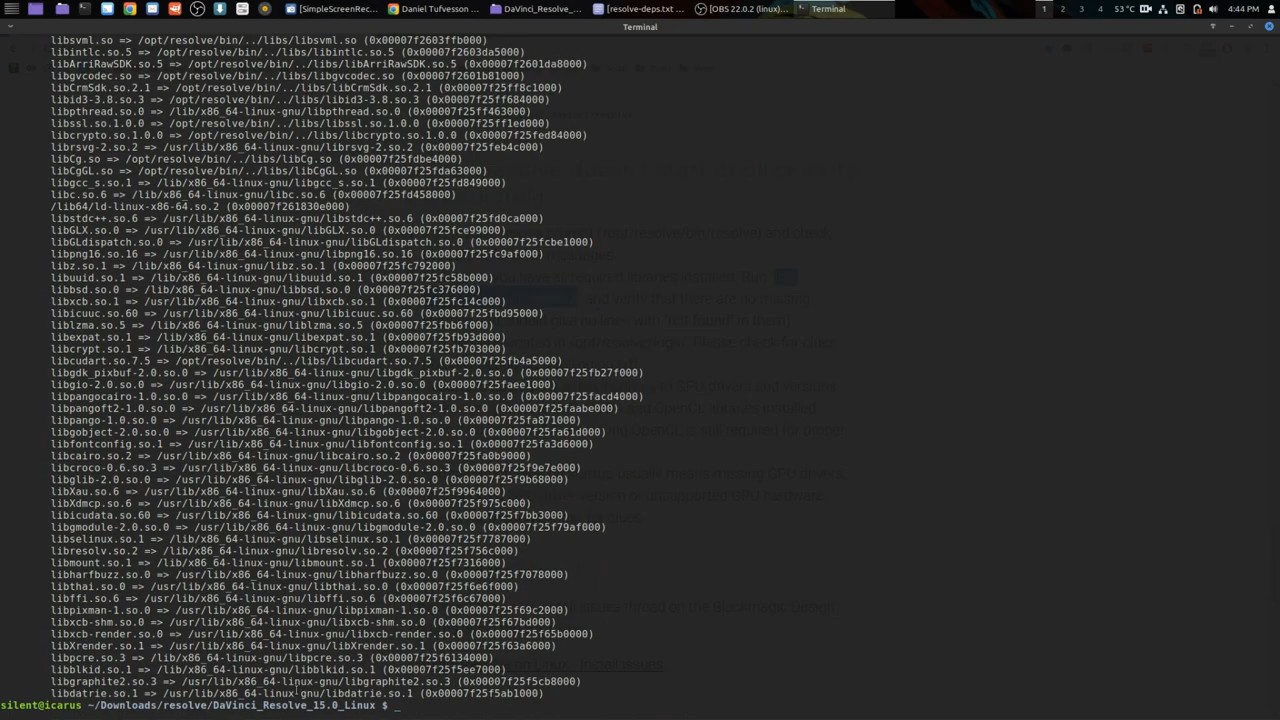 [SimpleScreenRec...
Daniel Tufvesson ...
DaVinci_Resolve_...
[resolve-deps.txt ...
[OBS 22.0.2 (linux)...
Terminal
1 2 3 4 53 °C 4:44 PM
Terminal
libsvml.so => /opt/resolve/bin/../libs/libsvml.so (0x00007f2603ffb000)
libintlc.so.5 => /opt/resolve/bin/../libs/libintlc.so.5 (0x00007f2603da5000)
libArriRawSDK.so.5 => /opt/resolve/bin/../libs/libArriRawSDK.so.5 (0x00007f2601da8000)
libgvcodec.so => /opt/resolve/bin/../libs/libgvcodec.so (0x00007f2601b81000)
libCrmSdk.so.2.1 => /opt/resolve/bin/../libs/libCrmSdk.so.2.1 (0x00007f25ff8c1000)
libid3-3.8.so.3 => /opt/resolve/bin/../libs/libid3-3.8.so.3 (0x00007f25ff684000)
libpthread.so.0 => /lib/x86_64-linux-gnu/libpthread.so.0 (0x00007f25ff463000)
libssl.so.1.0.0 => /opt/resolve/bin/../libs/libssl.so.1.0.0 (0x00007f25ff1ed000)
libcrypto.so.1.0.0 => /opt/resolve/bin/../libs/libcrypto.so.1.0.0 (0x00007f25fed84000)
librsvg-2.so.2 => /usr/lib/x86_64-linux-gnu/librsvg-2.so.2 (0x00007f25feb4c000)
libCg.so => /opt/resolve/bin/../libs/libCg.so (0x00007f25fdbe4000)
libCgGL.so => /opt/resolve/bin/../libs/libCgGL.so (0x00007f25fda63000)
libgcc_s.so.1 => /lib/x86_64-linux-gnu/libgcc_s.so.1 (0x00007f25fd849000)
libc.so.6 => /lib/x86_64-linux-gnu/libc.so.6 (0x00007f25fd458000)
/lib64/ld-linux-x86-64.so.2 (0x00007f261830e000)
libstdc++.so.6 => /usr/lib/x86_64-linux-gnu/libstdc++.so.6 (0x00007f25fd0ca000)
libGLX.so.0 => /usr/lib/x86_64-linux-gnu/libGLX.so.0 (0x00007f25fce99000)
libGLdispatch.so.0 => /usr/lib/x86_64-linux-gnu/libGLdispatch.so.0 (0x00007f25fcbe1000)
libpng16.so.16 => /usr/lib/x86_64-linux-gnu/libpng16.so.16 (0x00007f25fc9af000)
libz.so.1 => /lib/x86_64-linux-gnu/libz.so.1 (0x00007f25fc792000)
libuuid.so.1 => /lib/x86_64-linux-gnu/libuuid.so.1 (0x00007f25fc58b000)
libbsd.so.0 => /lib/x86_64-linux-gnu/libbsd.so.0 (0x00007f25fc376000)
libxcb.so.1 => /usr/lib/x86_64-linux-gnu/libxcb.so.1 (0x00007f25fc14c000)
libicuuc.so.60 => /usr/lib/x86_64-linux-gnu/libicuuc.so.60 (0x00007f25fbd95000)
liblzma.so.5 => /lib/x86_64-linux-gnu/liblzma.so.5 (0x00007f25fbb6f000)
libexpat.so.1 => /lib/x86_64-linux-gnu/libexpat.so.1 (0x00007f25fb93d000)
libcrypt.so.1 => /lib/x86_64-linux-gnu/libcrypt.so.1 (0x00007f25fb703000)
libcudart.so.7.5 => /opt/resolve/bin/../libs/libcudart.so.7.5 (0x00007f25fb4a5000)
libgdk_pixbuf-2.0.so.0 => /usr/lib/x86_64-linux-gnu/libgdk_pixbuf-2.0.so.0 (0x00007f25fb27f000)
libgio-2.0.so.0 => /usr/lib/x86_64-linux-gnu/libgio-2.0.so.0 (0x00007f25faee1000)
libpangocairo-1.0.so.0 => /usr/lib/x86_64-linux-gnu/libpangocairo-1.0.so.0 (0x00007f25facd4000)
libpangoft2-1.0.so.0 => /usr/lib/x86_64-linux-gnu/libpangoft2-1.0.so.0 (0x00007f25faabe000)
libpango-1.0.so.0 => /usr/lib/x86_64-linux-gnu/libpango-1.0.so.0 (0x00007f25fa871000)
libgobject-2.0.so.0 => /usr/lib/x86_64-linux-gnu/libgobject-2.0.so.0 (0x00007f25fa61d000)
libfontconfig.so.1 => /usr/lib/x86_64-linux-gnu/libfontconfig.so.1 (0x00007f25fa3d6000)
libcairo.so.2 => /usr/lib/x86_64-linux-gnu/libcairo.so.2 (0x00007f25fa0b9000)
libcroco-0.6.so.3 => /usr/lib/x86_64-linux-gnu/libcroco-0.6.so.3 (0x00007f25f9e7e000)
libglib-2.0.so.0 => /usr/lib/x86_64-linux-gnu/libglib-2.0.so.0 (0x00007f25f9b68000)
libXau.so.6 => /usr/lib/x86_64-linux-gnu/libXau.so.6 (0x00007f25f9964000)
libXdmcp.so.6 => /usr/lib/x86_64-linux-gnu/libXdmcp.so.6 (0x00007f25f975c000)
libicudata.so.60 => /usr/lib/x86_64-linux-gnu/libicudata.so.60 (0x00007f25f7bb3000)
libgmodule-2.0.so.0 => /usr/lib/x86_64-linux-gnu/libgmodule-2.0.so.0 (0x00007f25f79af000)
libselinux.so.1 => /lib/x86_64-linux-gnu/libselinux.so.1 (0x00007f25f7787000)
libresolv.so.2 => /lib/x86_64-linux-gnu/libresolv.so.2 (0x00007f25f756c000)
libmount.so.1 => /lib/x86_64-linux-gnu/libmount.so.1 (0x00007f25f7316000)
libharfbuzz.so.0 => /usr/lib/x86_64-linux-gnu/libharfbuzz.so.0 (0x00007f25f7078000)
libthai.so.0 => /usr/lib/x86_64-linux-gnu/libthai.so.0 (0x00007f25f6e6f000)
libffi.so.6 => /usr/lib/x86_64-linux-gnu/libffi.so.6 (0x00007f25f6c67000)
libpixman-1.so.0 => /usr/lib/x86_64-linux-gnu/libpixman-1.so.0 (0x00007f25f69c2000)
libxcb-shm.so.0 => /usr/lib/x86_64-linux-gnu/libxcb-shm.so.0 (0x00007f25f67bd000)
libxcb-render.so.0 => /usr/lib/x86_64-linux-gnu/libxcb-render.so.0 (0x00007f25f65b0000)
libXrender.so.1 => /usr/lib/x86_64-linux-gnu/libXrender.so.1 (0x00007f25f63a6000)
libpcre.so.3 => /lib/x86_64-linux-gnu/libpcre.so.3 (0x00007f25f6134000)
libblkid.so.1 => /lib/x86_64-linux-gnu/libblkid.so.1 (0x00007f25f5ee7000)
libgraphite2.so.3 => /usr/lib/x86_64-linux-gnu/libgraphite2.so.3 (0x00007f25f5cb8000)
libdatrie.so.1 => /usr/lib/x86_64-linux-gnu/libdatrie.so.1 (0x00007f25f5ab1000)
silent@icarus ~/Downloads/resolve/DaVinci_Resolve_15.0_Linux $ _